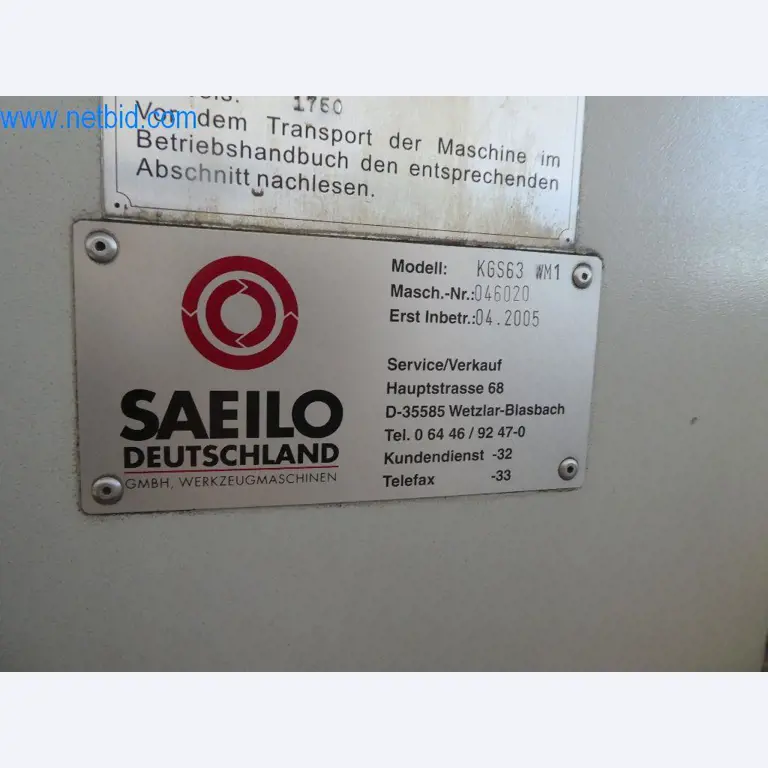 1760
www.netbid.com
Vor dem Transport der Maschine im
Betriebshandbuch den entsprechenden
Abschnitt nachlesen.
SAEILO
DEUTSCHLAND
GMBH, WERKZEUGMASCHINEN
Modell: KGS63 WM1
Masch.-Nr.:046020
Erst Inbetr.:04.2005
Service/Verkauf
Hauptstrasse 68
D-35585 Wetzlar-Blasbach
Tel. 0 64 46 / 92 47-0
Kundendienst -32
Telefax -33